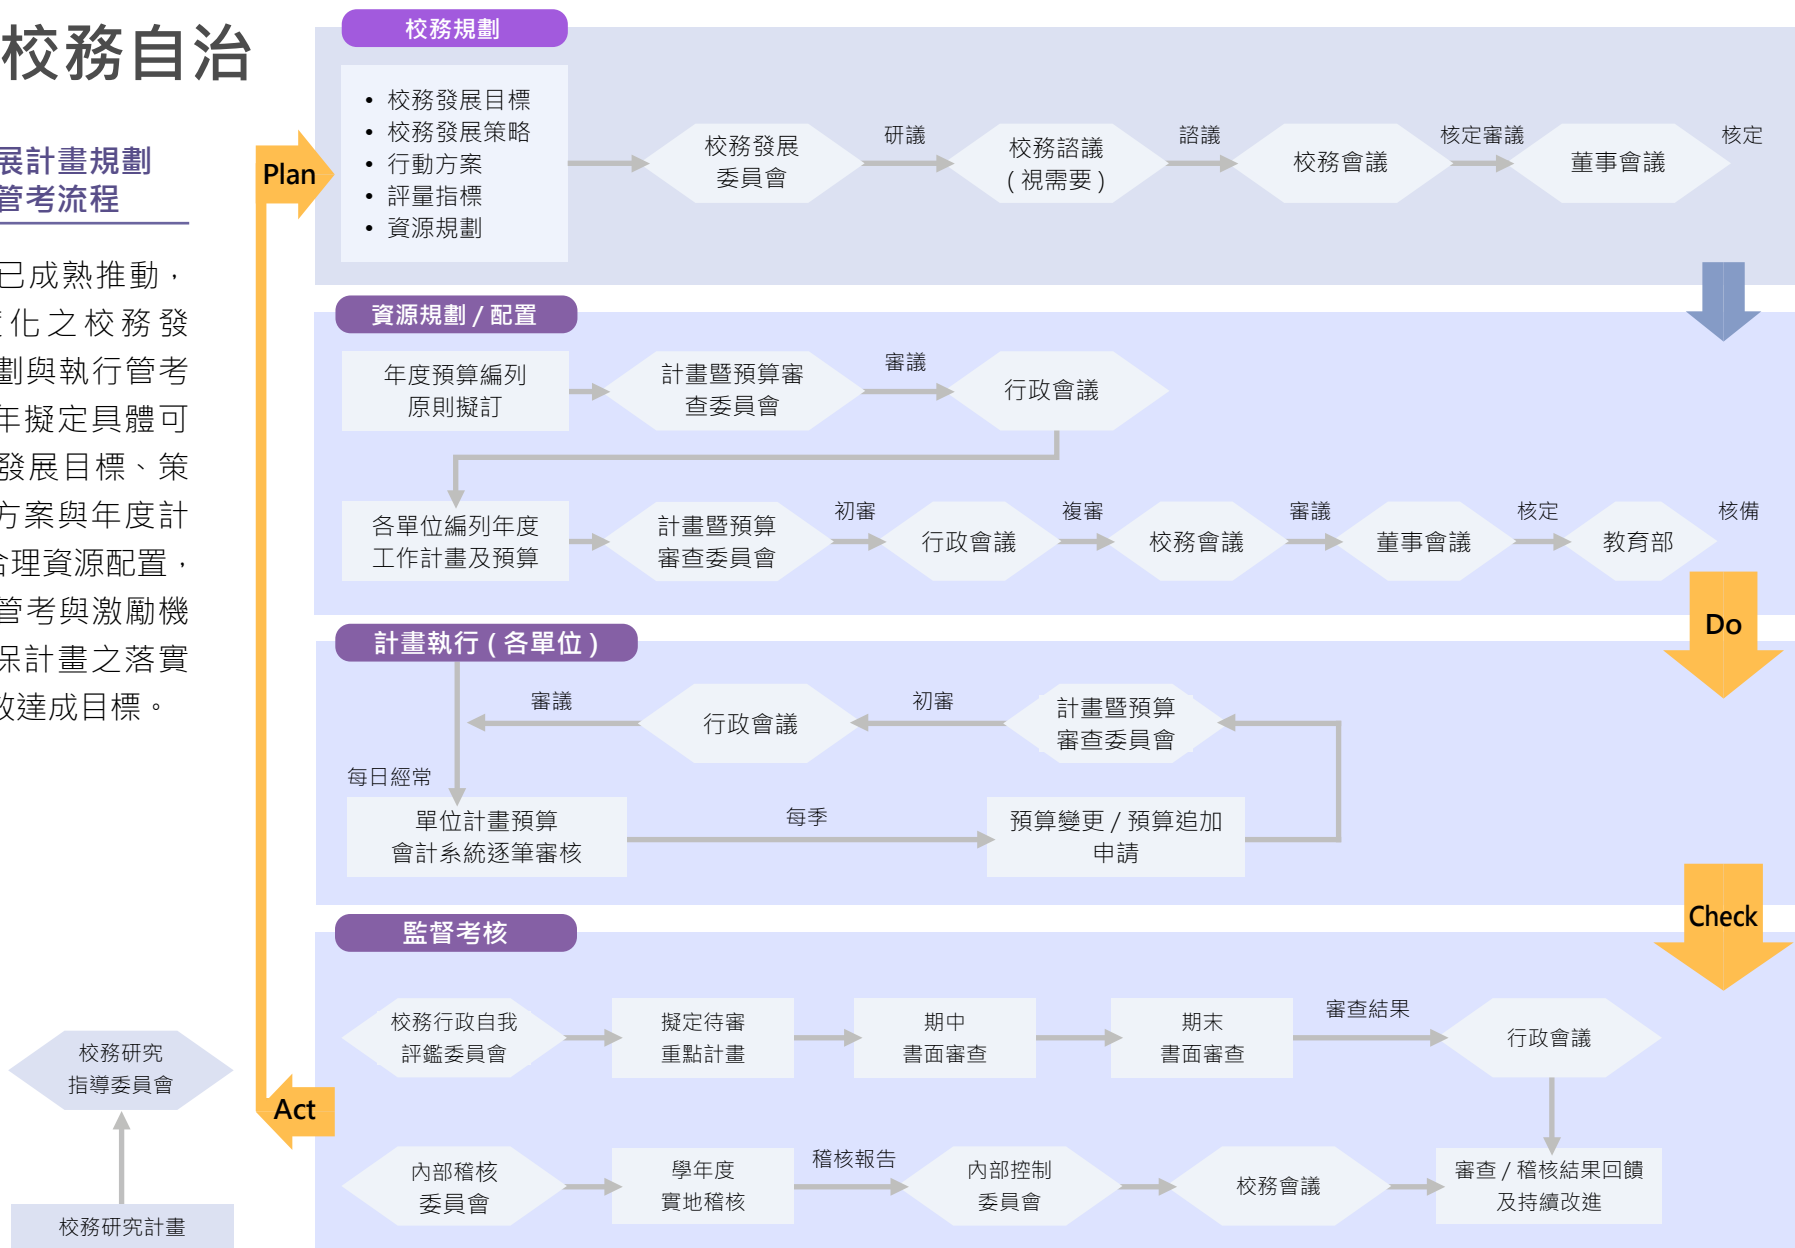 校務自治
展計畫規劃
管考流程
已成熟推動，
度化之校務發
劃與執行管考
年擬定具體可
發展目標、策
方案與年度計
合理資源配置，
管考與激勵機
保計畫之落實
效達成目標。
校務研究
指導委員會
校務研究計畫
Plan
校務規劃
• 校務發展目標
• 校務發展策略
• 行動方案
• 評量指標
• 資源規劃
校務發展
委員會
研議
校務諮議
( 視需要 )
諮議
校務會議
核定審議
董事會議
核定
資源規劃 / 配置
年度預算編列
原則擬訂
計畫暨預算審
查委員會
審議
行政會議
各單位編列年度
工作計畫及預算
計畫暨預算
審查委員會
初審
行政會議
複審
校務會議
審議
董事會議
核定
教育部
核備
Do
計畫執行 ( 各單位 )
審議
行政會議
初審
計畫暨預算
審查委員會
每日經常
單位計畫預算
會計系統逐筆審核
每季
預算變更 / 預算追加
申請
Check
監督考核
校務行政自我
評鑑委員會
擬定待審
重點計畫
期中
書面審查
期末
書面審查
審查結果
行政會議
Act
內部稽核
委員會
學年度
實地稽核
稽核報告
內部控制
委員會
校務會議
審查 / 稽核結果回饋
及持續改進